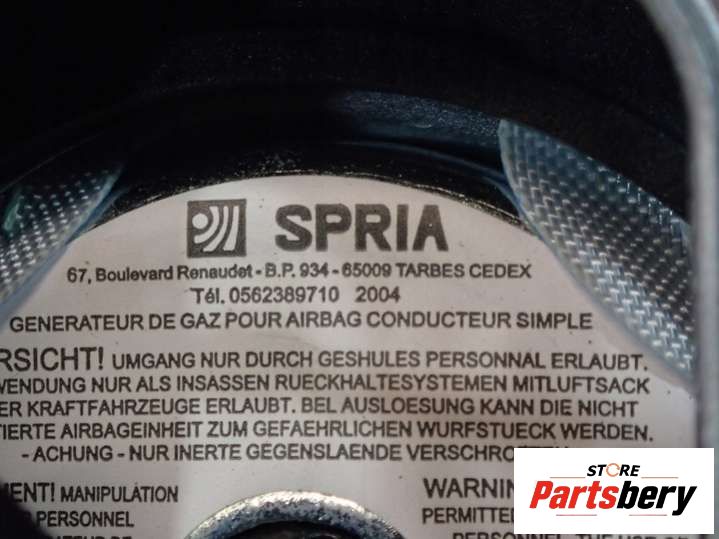 SPRIA
67, Boulevard Renaudet - B.P. 934 - 65009 TARBES CEDEX
Tél. 0562389710 2004
GENERATEUR DE GAZ POUR AIRBAG CONDUCTEUR SIMPLE
RSICHT! UMGANG NUR DURCH GESHULES PERSONNAL ERLAUBT.
WENDUNG NUR ALS INSASSEN RUECKHALTESYSTEMEN MITLUFTSACK
ER KRAFTFAHRZEUGE ERLAUBT. BEL AUSLOESUNG KANN DIE NICHT
TIERTE AIRBAGEINHEIT ZUM GEFAEHRLICHEN WURFSTUECK WERDEN.
- ACHUNG - NUR INERTE GEGENSLAENDE
MENT! MANIPULATION WARNIN
PERSONNEL PERMITTE
STORE
Partsbery